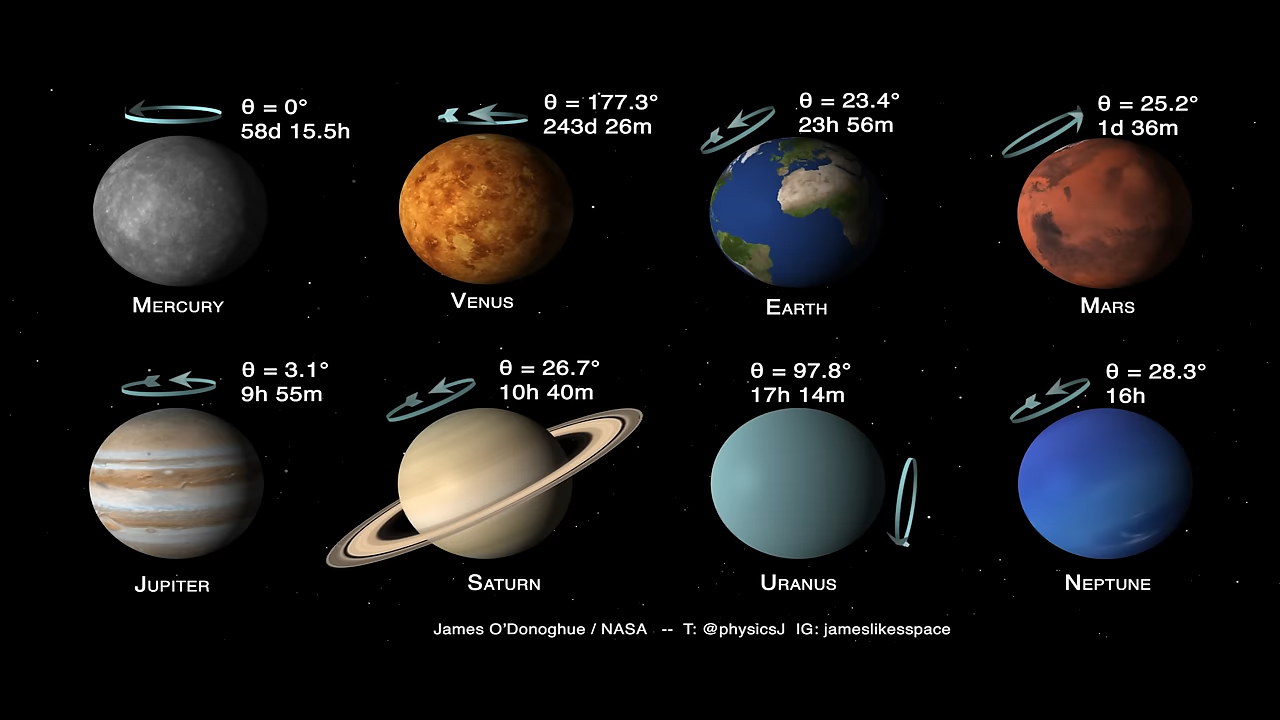 θ = 0°
58d 15.5h
Mercury
θ = 177.3°
243d 26m
Venus
θ = 23.4°
23h 56m
Earth
θ = 25.2°
1d 36m
Mars
θ = 3.1°
9h 55m
Jupiter
θ = 26.7°
10h 40m
Saturn
θ = 97.8°
17h 14m
Uranus
θ = 28.3°
16h
Neptune
James O'Donoghue / NASA -- T: @physicsJ IG: jameslikesspace